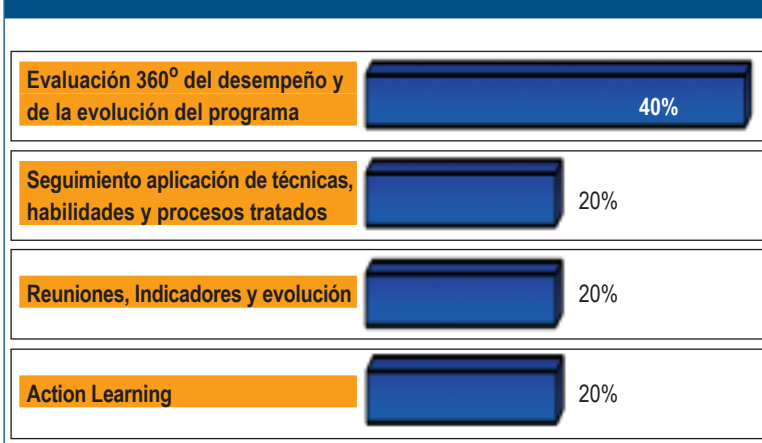 Evaluación 360º del desempeño y
de la evolución del programa
40%
Seguimiento aplicación de técnicas,
habilidades y procesos tratados
20%
Reuniones, Indicadores y evolución
20%
Action Learning
20%